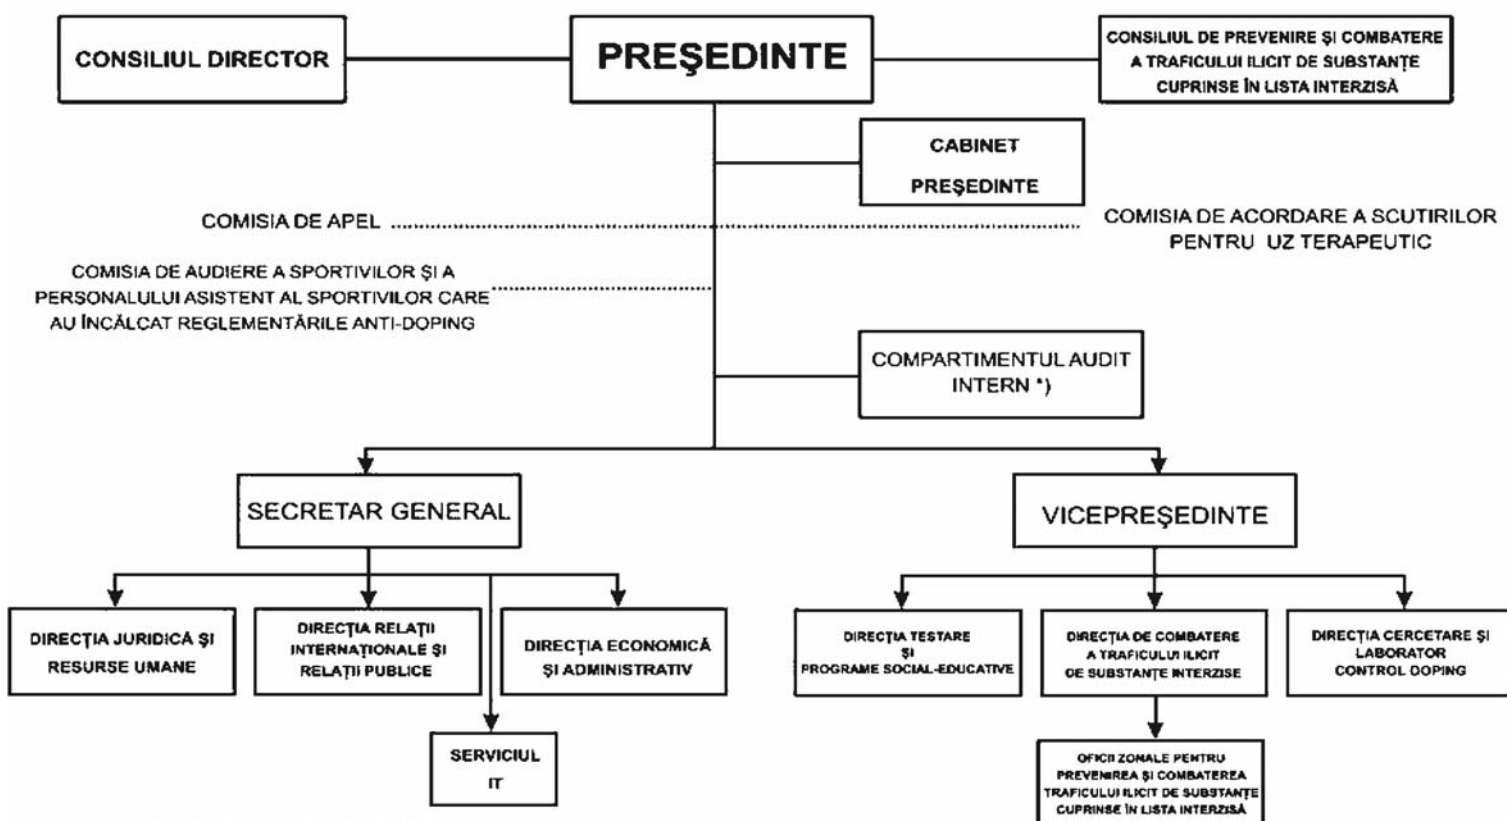 CONSILIUL DIRECTOR
PREŞEDINTE
CONSILIUL DE PREVENIRE ŞI COMBATERE
A TRAFICULUI ILICIT DE SUBSTANŢE
CUPRINSE ÎN LISTA INTERZISĂ
CABINET
PREŞEDINTE
COMISIA DE APEL
COMISIA DE ACORDARE A SCUTIRILOR
PENTRU UZ TERAPEUTIC
COMISIA DE AUDIERE A SPORTIVILOR ŞI A
PERSONALULUI ASISTENT AL SPORTIVILOR CARE
AU ÎNCĂLCAT REGLEMENTĂRILE ANTI-DOPING
COMPARTIMENTUL AUDIT
INTERN *)
SECRETAR GENERAL
VICEPREŞEDINTE
DIRECŢIA JURIDICĂ ŞI
RESURSE UMANE
DIRECŢIA RELAŢII
INTERNAŢIONALE ŞI
RELAŢII PUBLICE
DIRECŢIA ECONOMICĂ
ŞI ADMINISTRATIV
SERVICIUL
IT
DIRECŢIA TESTARE
ŞI
PROGRAME SOCIAL-EDUCATIVE
DIRECŢIA DE COMBATERE
A TRAFICULUI ILICIT
DE SUBSTANŢE INTERZISE
DIRECŢIA CERCETARE ŞI
LABORATOR
CONTROL DOPING
OFICII ZONALE PENTRU
PREVENIREA ŞI COMBATEREA
TRAFICULUI ILICIT DE SUBSTANŢE
CUPRINSE ÎN LISTA INTERZISĂ